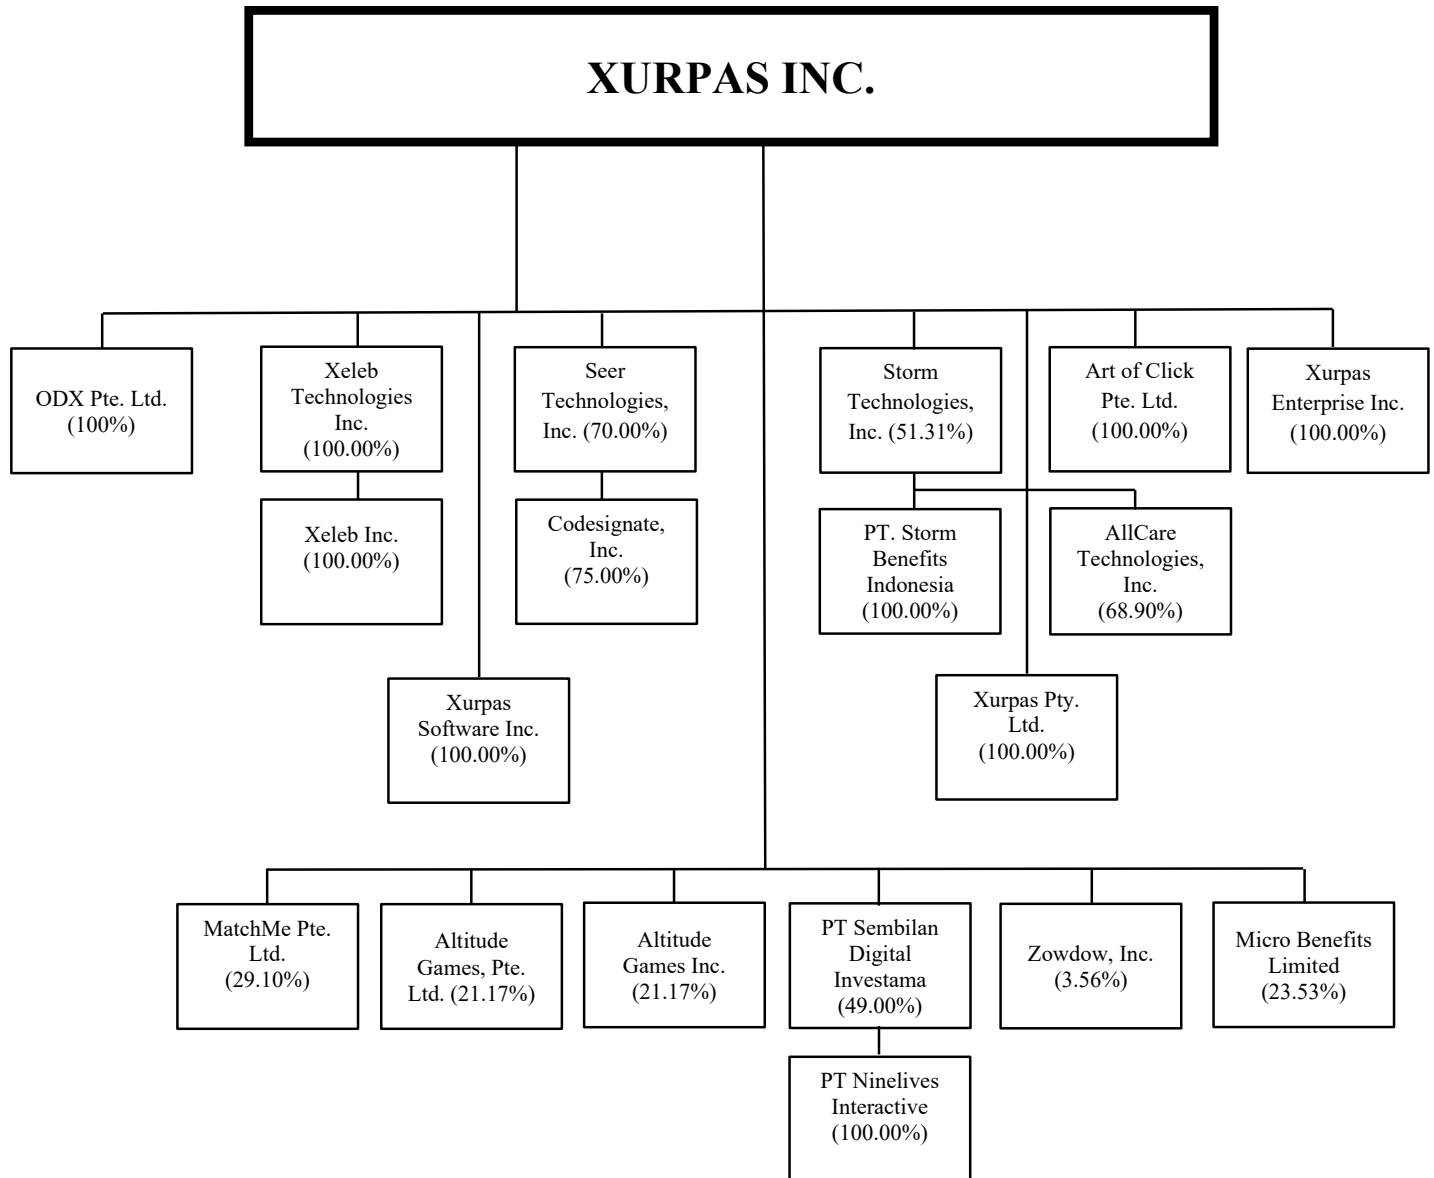 XURPAS INC.
ODX Pte. Ltd.
(100%)
Xeleb
Technologies
Inc.
(100.00%)
Seer
Technologies,
Inc. (70.00%)
Storm
Technologies,
Inc. (51.31%)
Art of Click
Pte. Ltd.
(100.00%)
Xurpas
Enterprise Inc.
(100.00%)
Xeleb Inc.
(100.00%)
Codesignate,
Inc.
(75.00%)
PT. Storm
Benefits
Indonesia
(100.00%)
AllCare
Technologies,
Inc.
(68.90%)
Xurpas
Software Inc.
(100.00%)
Xurpas Pty.
Ltd.
(100.00%)
MatchMe Pte.
Ltd.
(29.10%)
Altitude
Games, Pte.
Ltd. (21.17%)
Altitude
Games Inc.
(21.17%)
PT Sembilan
Digital
Investama
(49.00%)
Zowdow, Inc.
(3.56%)
Micro Benefits
Limited
(23.53%)
PT Ninelives
Interactive
(100.00%)